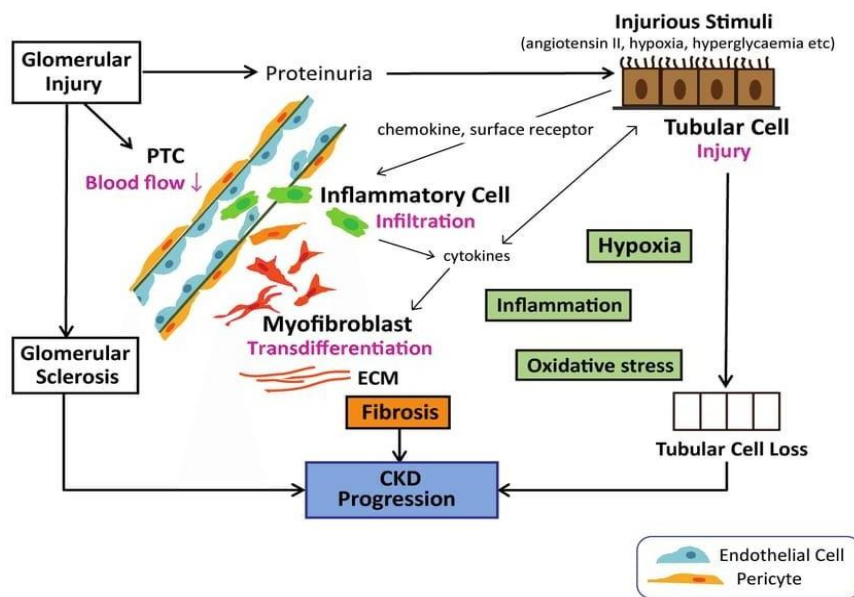 Injurious Stimuli
(angiotensin II, hypoxia, hyperglycaemia etc)
Glomerular
Injury
Proteinuria
chemokine, surface receptor
Tubular Cell
Injury
PTC
Blood flow ↓
Inflammatory Cell
Infiltration
cytokines
Hypoxia
Inflammation
Oxidative stress
Myofibroblast
Transdifferentiation
Glomerular
Sclerosis
ECM
Fibrosis
Tubular Cell Loss
CKD
Progression
Endothelial Cell
Pericyte